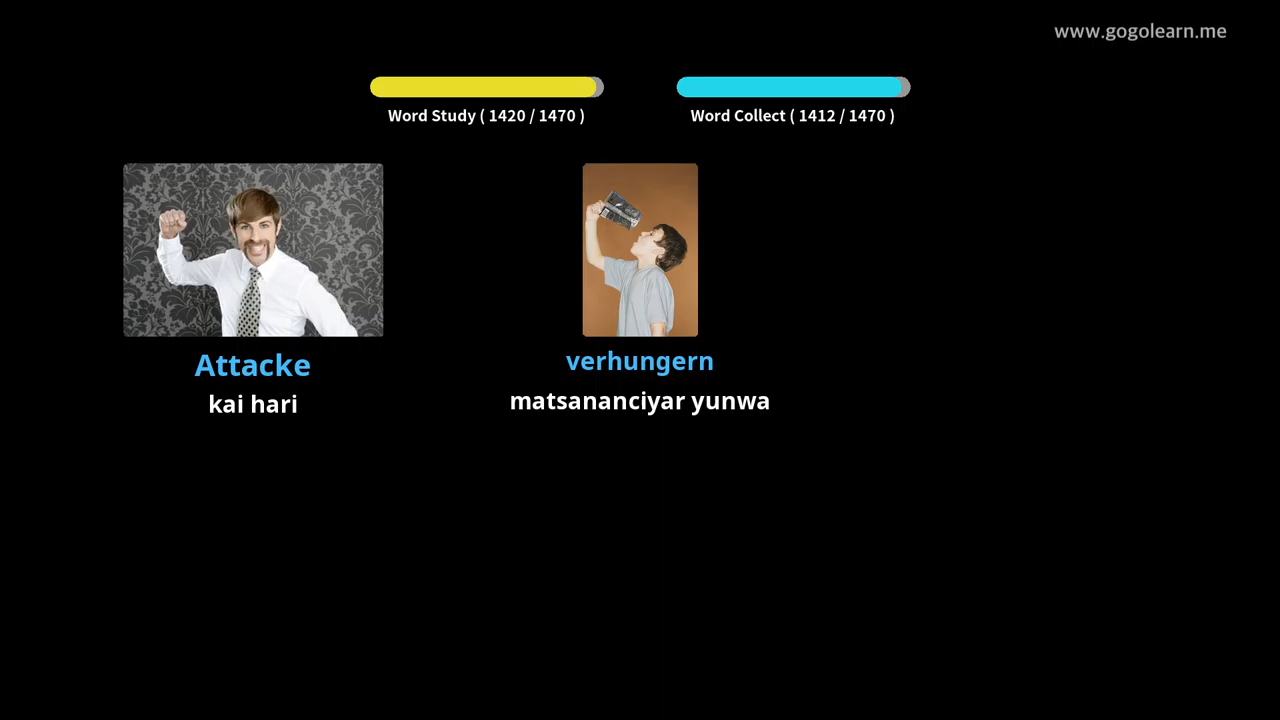 www.gogolearn.me
Word Study ( 1420 / 1470 )
Word Collect ( 1412 / 1470 )
Attacke
kai hari
verhungern
matsananciyar yunwa